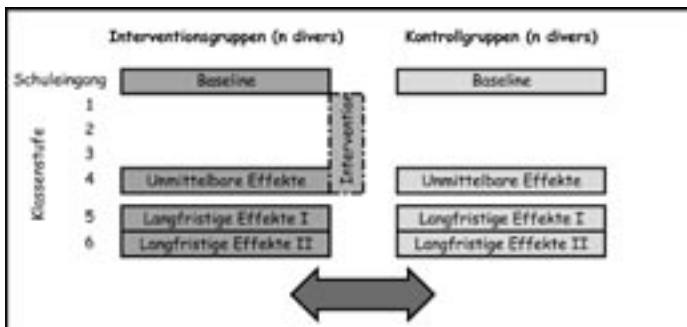 Interventionsgruppen (n divers) Kontrollgruppen (n divers)
Schuleingang Baseline Baseline
Klassenstufe
Intervention
1
2
3
4 Unmittelbare Effekte Unmittelbare Effekte
5 Langfristige Effekte I Langfristige Effekte I
6 Langfristige Effekte II Langfristige Effekte II